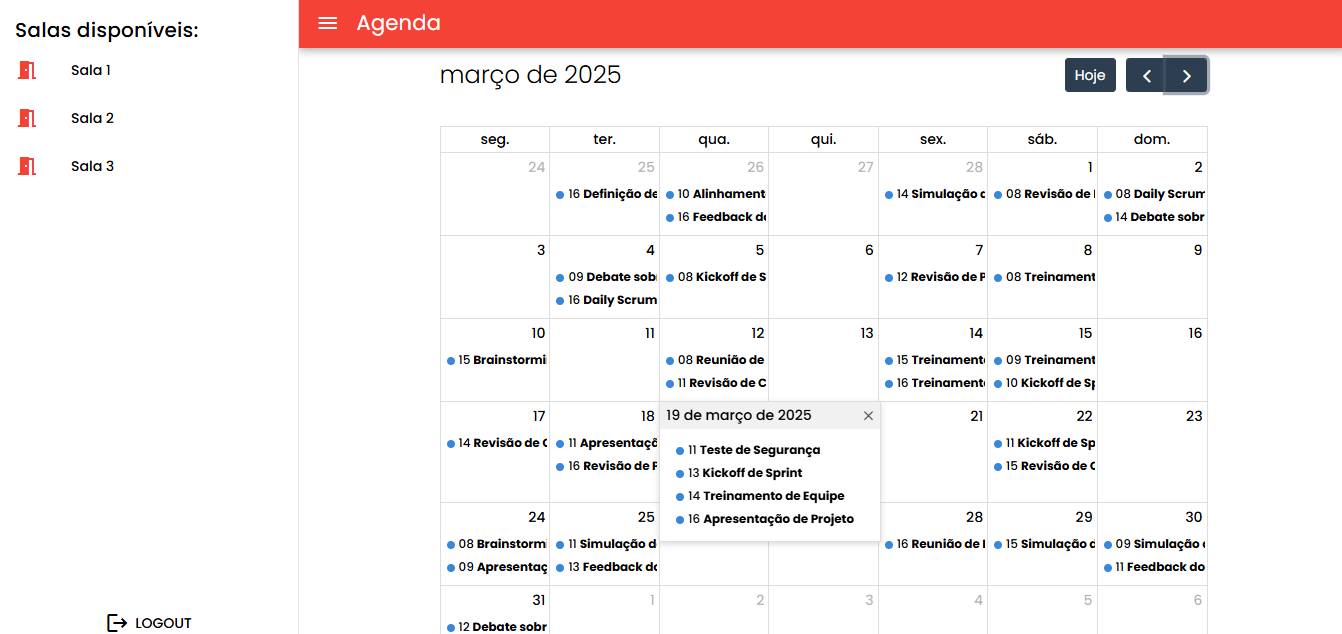 Salas disponíveis:
Sala 1
Sala 2
Sala 3
LOGOUT
Agenda
março de 2025
Hoje
seg. ter. qua. qui. sex. sáb. dom.
24 25 26 27 28 1 2
16 Definição de 10 Alinhament 14 Simulação 08 Revisão de 08 Daily Scrum
16 Feedback 14 Debate sobr
3 4 5 6 7 8 9
09 Debate sob 08 Kickoff de S 12 Revisão de P 08 Treinament
16 Daily Scrum
10 11 12 13 14 15 16
15 Brainstormi 08 Reunião de 15 Treinament 09 Treinament
11 Revisão de C 16 Treinament 10 Kickoff de Sp
17 18 19 de março de 2025 21 22 23
14 Revisão de 11 Apresentaçã 11 Kickoff de Sp
16 Revisão de 15 Revisão de
11 Teste de Segurança
13 Kickoff de Sprint
14 Treinamento de Equipe
16 Apresentação de Projeto
24 25 28 29 30
08 Brainstormi 11 Simulação d 16 Reunião de 15 Simulação 09 Simulação
09 Apresentaç 13 Feedback 11 Feedback do
31 1 2 3 4 5 6
12 Debate sobr